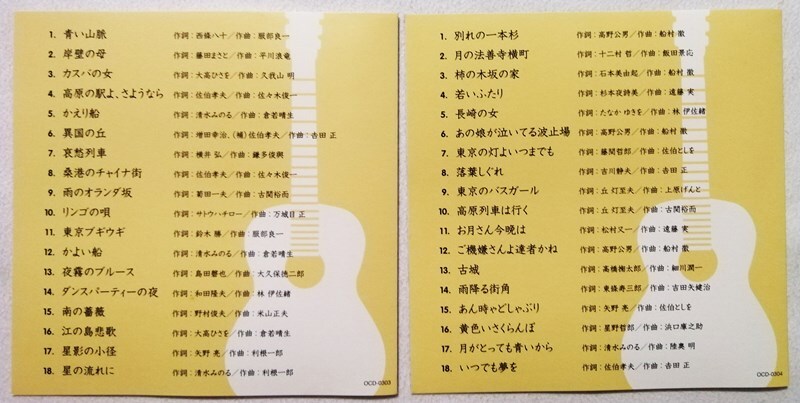 1. 青い山脈 作詞：西條八十／作曲：服部良一
2. 岸壁の母 作詞：藤田まさと／作曲：平川浪竜
3. カスバの女 作詞：大高ひさを／作曲：久我山 明
4. 高原の駅よ、さようなら 作詞：佐伯孝夫／作曲：佐々木俊一
5. かえり船 作詞：清水みのる／作曲：倉若晴生
6. 異国の丘 作詞：増田幸治、（補）佐伯孝夫／作曲：吉田 正
7. 哀愁列車 作詞：横井 弘／作曲：鎌多俊與
8. 桑港のチャイナ街 作詞：佐伯孝夫／作曲：佐々木俊一
9. 雨のオランダ坂 作詞：菊田一夫／作曲：古関裕而
10. リンゴの唄 作詞：サトウ・ハチロー／作曲：万城目 正
11. 東京ブギウギ 作詞：鈴木 勝／作曲：服部良一
12. かよい船 作詞：清水みのる／作曲：倉若晴生
13. 夜霧のブルース 作詞：島田磬也／作曲：大久保徳二郎
14. ダンスパーティーの夜 作詞：和田隆夫／作曲：林 伊佐緒
15. 南の薔薇 作詞：野村俊夫／作曲：米山正夫
16. 江の島悲歌 作詞：大高ひさを／作曲：倉若晴生
17. 星影の小径 作詞：矢野 亮／作曲：利根一郎
18. 星の流れに 作詞：清水みのる／作曲：利根一郎
OCD-0303
1. 別れの一本杉 作詞：高野公男／作曲：船村 徹
2. 月の法善寺横町 作詞：十二村 哲／作曲：飯田景応
3. 柿の木坂の家 作詞：石本美由起／作曲：船村 徹
4. 若いふたり 作詞：杉本夜詩美／作曲：遠藤 実
5. 長崎の女 作詞：たなか ゆきを／作曲：林 伊佐緒
6. あの娘が泣いてる波止場 作詞：高野公男／作曲：船村 徹
7. 東京の灯よいつまでも 作詞：藤間哲郎／作曲：佐伯としを
8. 落葉しぐれ 作詞：吉川静夫／作曲：吉田 正
9. 東京のバスガール 作詞：丘 灯至夫／作曲：上原げんと
10. 高原列車は行く 作詞：丘 灯至夫／作曲：古関裕而
11. お月さん今晩は 作詞：松村又一／作曲：遠藤 実
12. ご機嫌さんよ達者かね 作詞：高野公男／作曲：船村 徹
13. 古城 作詞：高橋掬太郎／作曲：細川潤一
14. 雨降る街角 作詞：東條寿三郎／作曲：吉田矢健治
15. あん時ゃどしゃぶり 作詞：矢野 亮／作曲：佐伯としを
16. 黄色いさくらんぼ 作詞：星野哲郎／作曲：浜口庫之助
17. 月がとっても青いから 作詞：清水みのる／作曲：陸奥 明
18. いつでも夢を 作詞：佐伯孝夫／作曲：吉田 正
OCD-0304